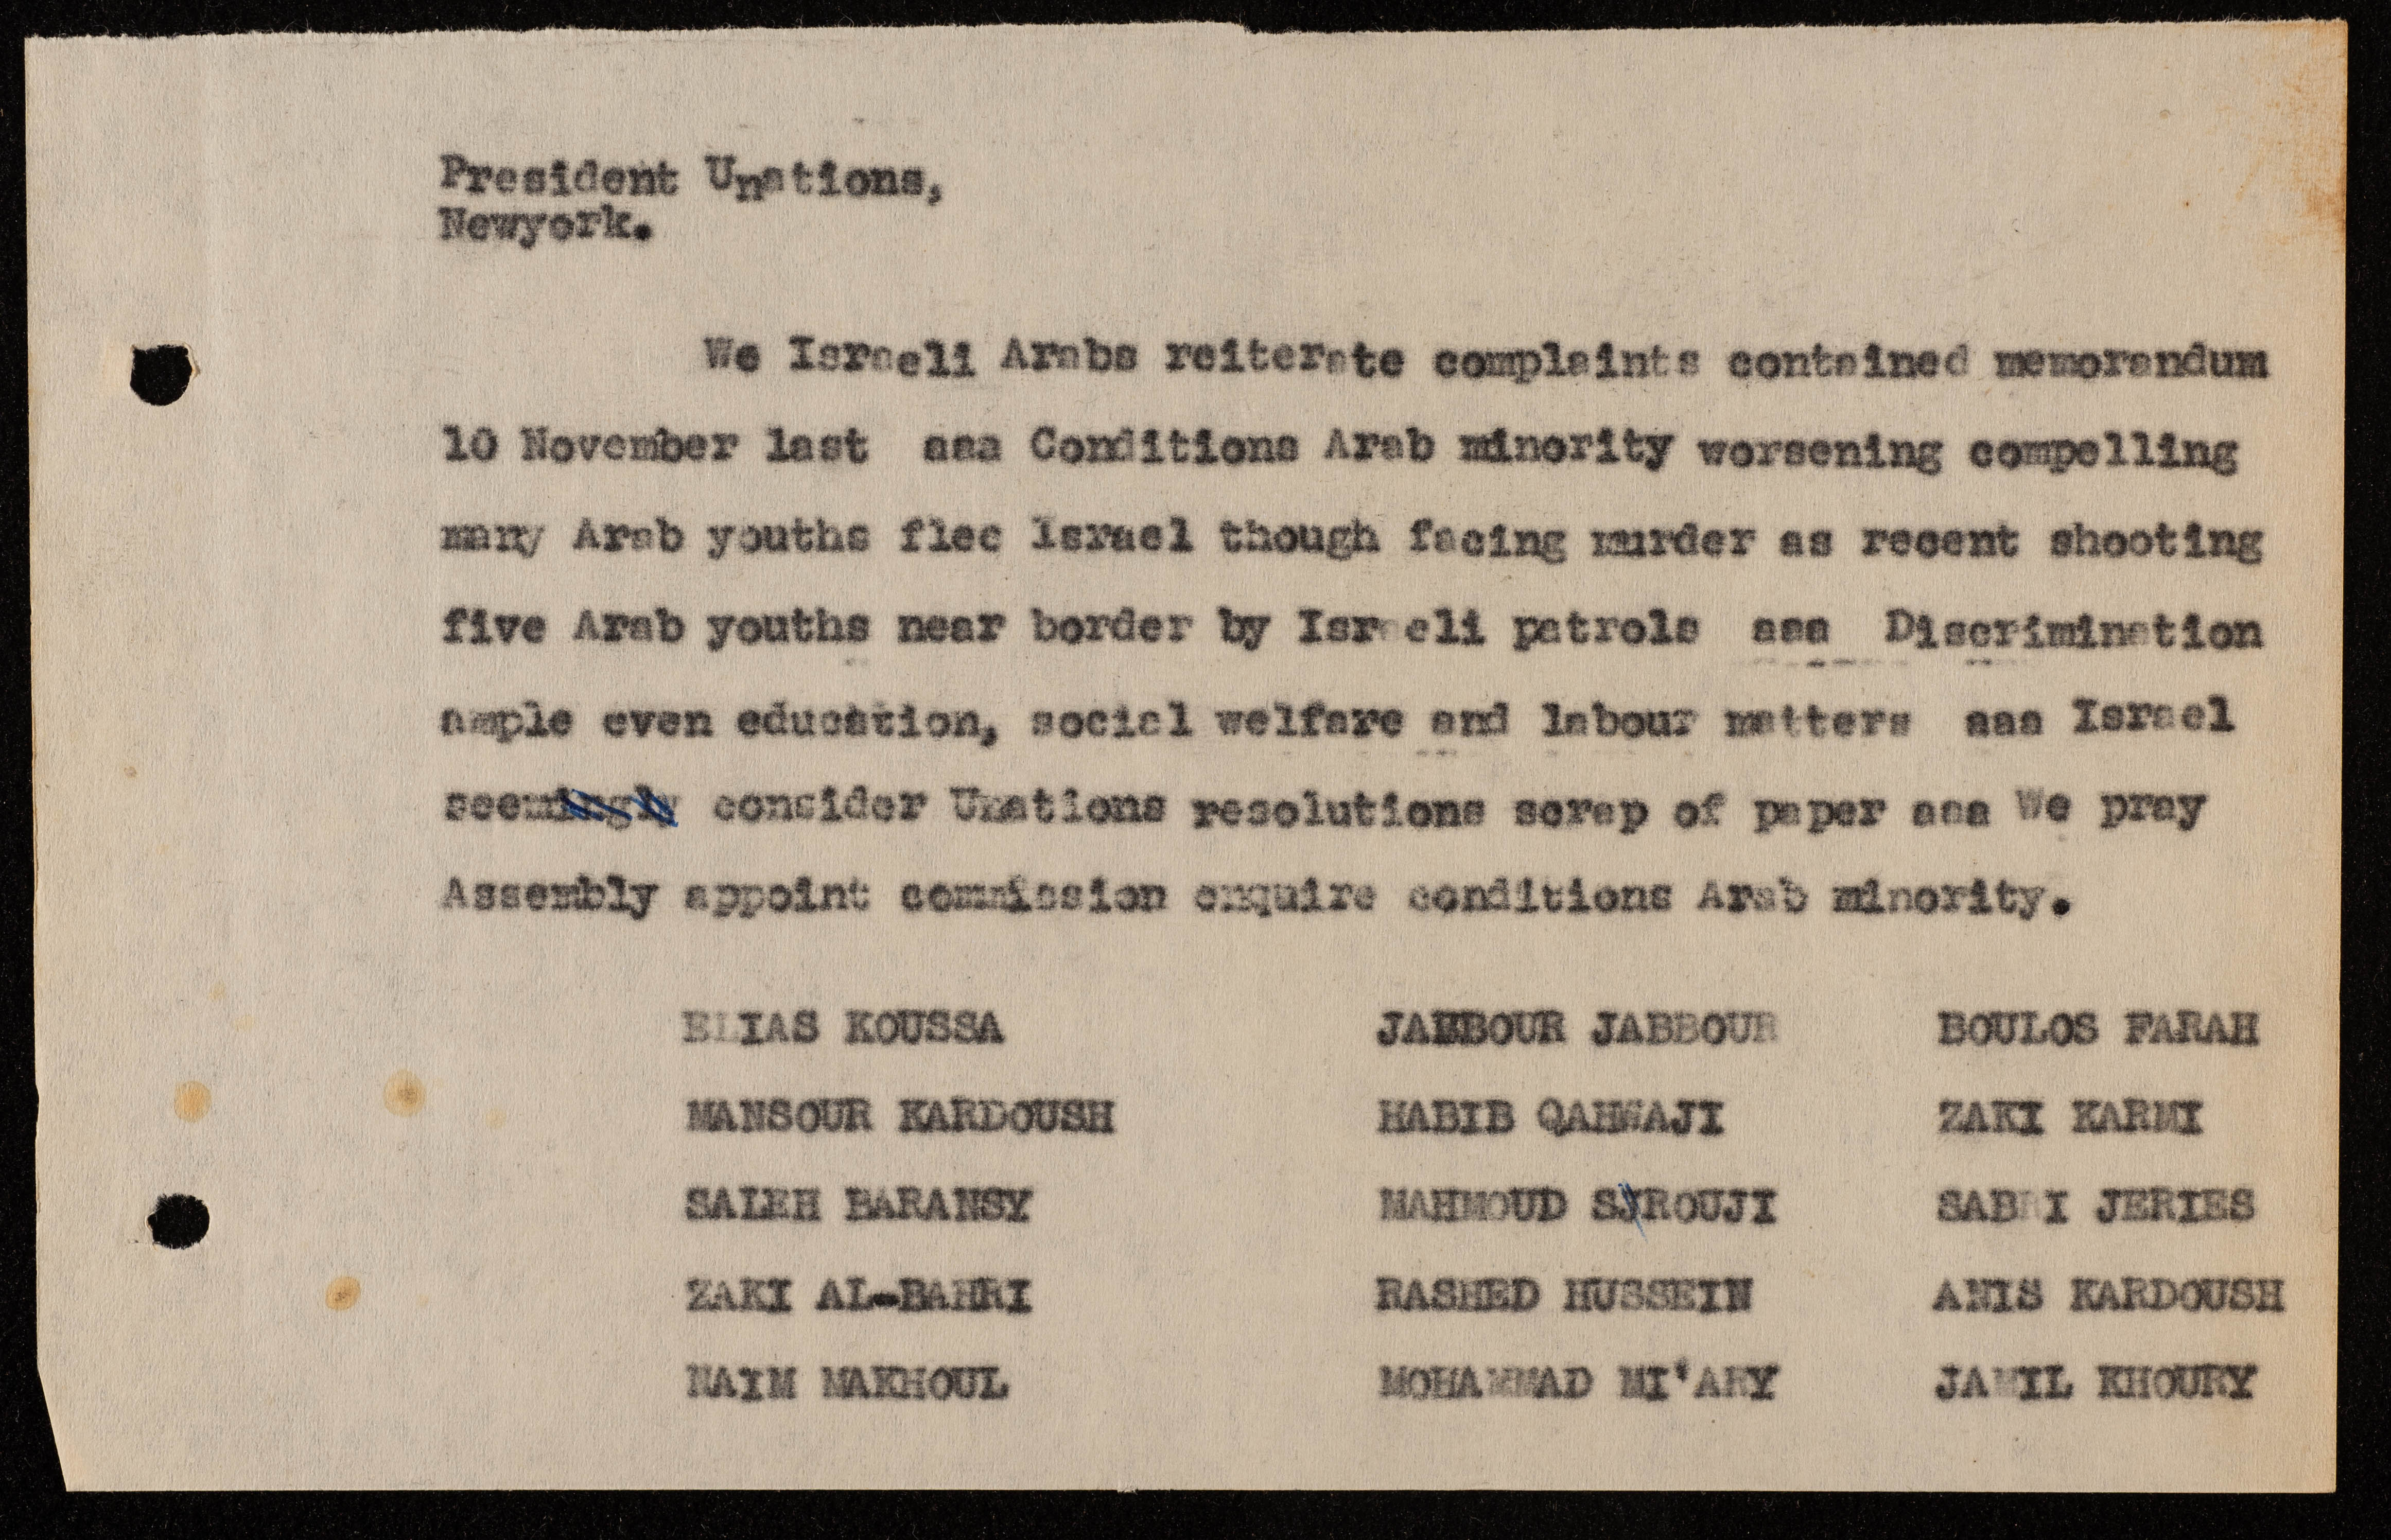 President Unations,
Newyork.
We Israeli Arabs reiterate complaints contained memorandum
10 November last aaa Conditions Arab minority worsening compelling
many Arab youths flee Israel though facing murder as recent shooting
five Arab youths near border by Israeli patrols aaa Discrimination
ample even education, social welfare and labour matters aaa Israel
seemingly consider Unations resolutions scrap of paper aaa We pray
Assembly appoint commission enquire conditions Arab minority.
ELIAS KOUSSA JABBOUR JABBOUR BOULOS FARAH
MANSOUR KARDOUSH HABIB QAHWAJI ZAKI KARMI
SALEH BARANSY MAHMOUD SJROUJI SABRI JERIES
ZAKI AL-BAHRI RASHED HUSSEIN ANIS KARDOUSH
NAIM MAKHOUL MOHAMMAD MI'ARY JAMIL KHOURY